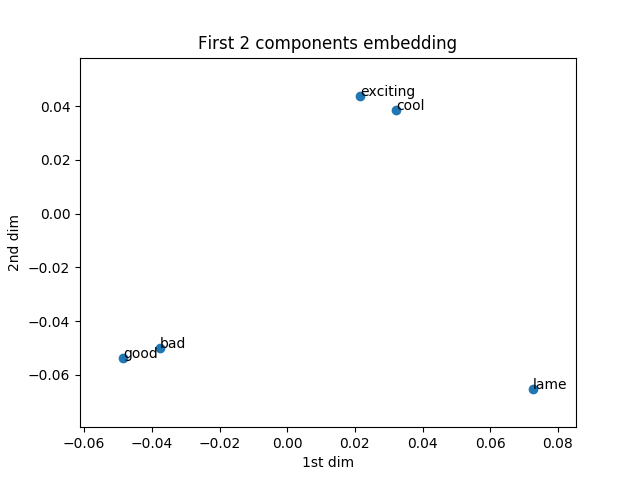 First 2 components embedding
exciting
cool
good
bad
lame
0.04
0.02
0.00
−0.02
−0.04
−0.06
2nd dim
−0.06
−0.04
−0.02
0.00
0.02
0.04
0.06
0.08
1st dim